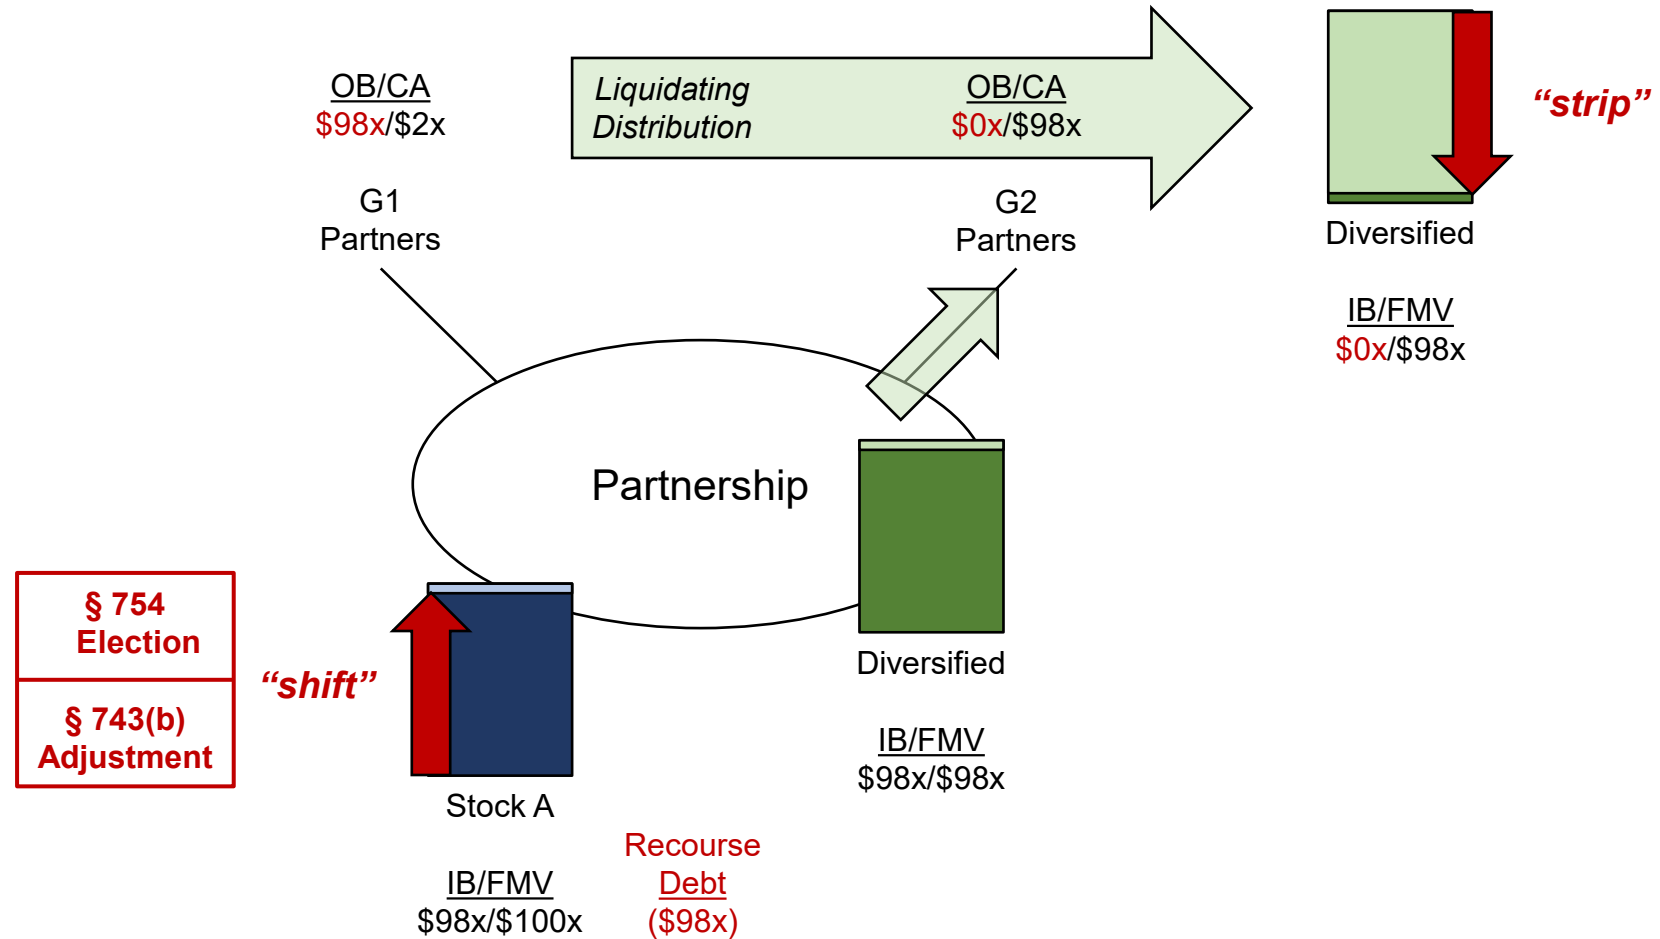 OB/CA
$98x/$2x
G1
Partners
Liquidating
Distribution
OB/CA
$0x/$98x
G2
Partners
“strip”
Diversified
IB/FMV
$0x/$98x
Partnership
§ 754
Election
§ 743(b)
Adjustment
“shift”
Stock A
IB/FMV
$98x/$100x
Recourse
Debt
($98x)
Diversified
IB/FMV
$98x/$98x